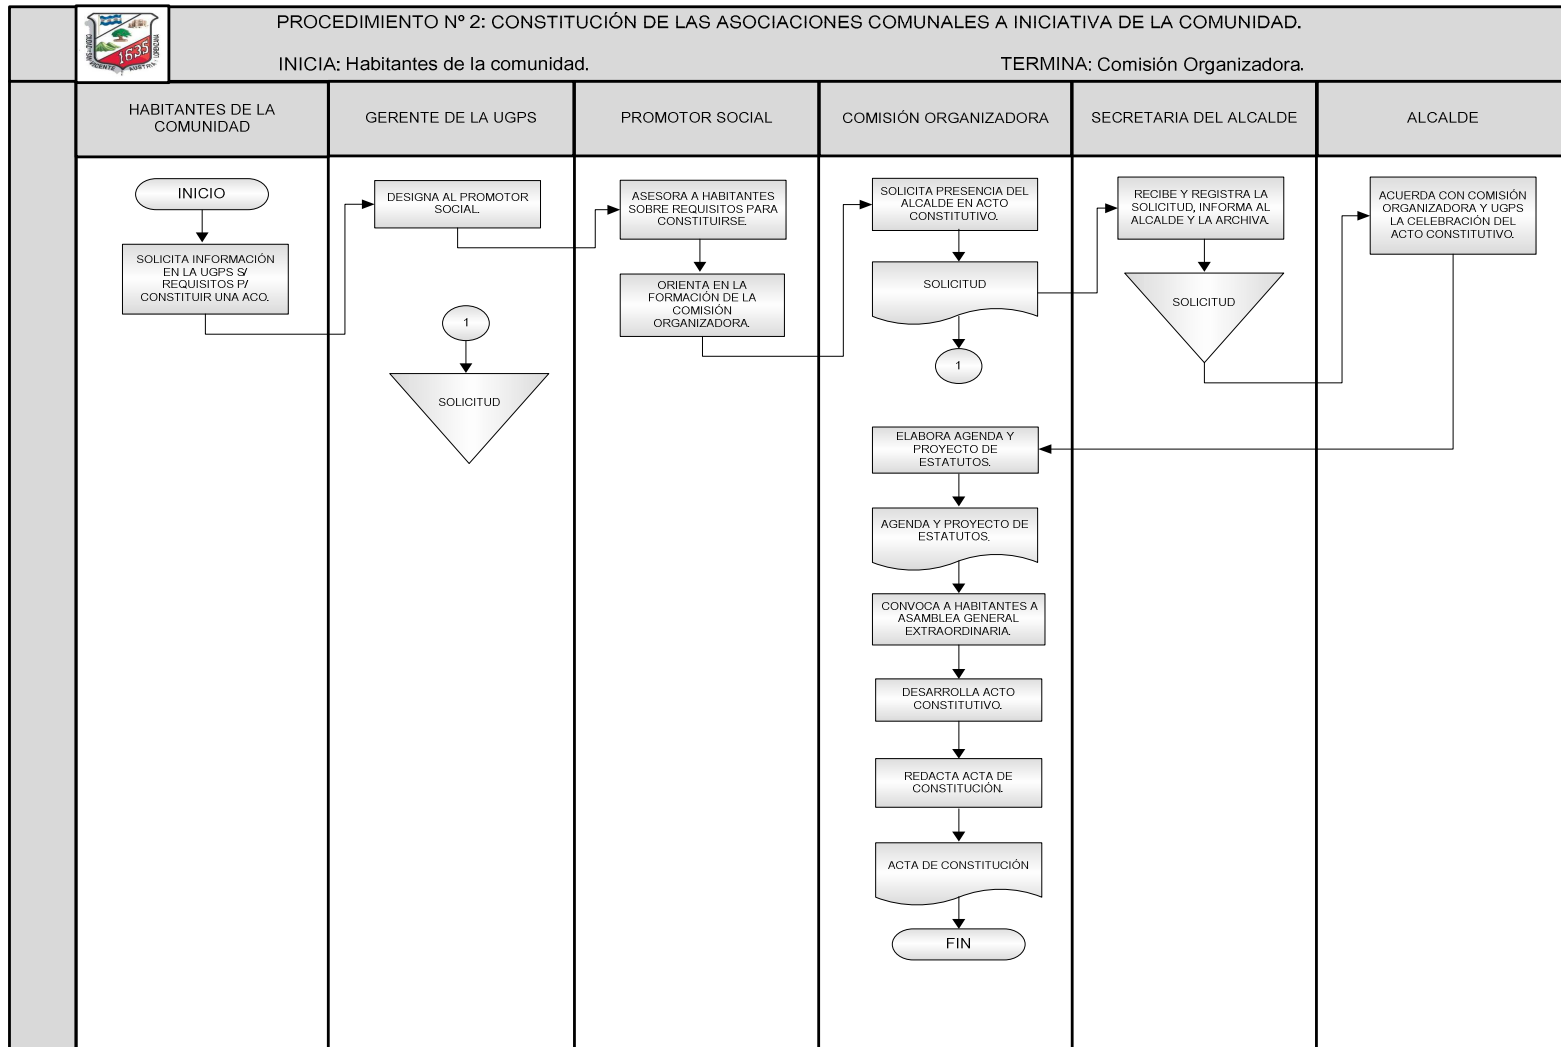 PROCEDIMIENTO Nº 2: CONSTITUCIÓN DE LAS ASOCIACIONES COMUNALES A INICIATIVA DE LA COMUNIDAD.
INICIA: Habitantes de la comunidad.
TERMINA: Comisión Organizadora.
1635
HABITANTES DE LA
COMUNIDAD
GERENTE DE LA UGPS
PROMOTOR SOCIAL
COMISIÓN ORGANIZADORA
SECRETARIA DEL ALCALDE
ALCALDE
INICIO
SOLICITA INFORMACIÓN
EN LA UGPS S/
REQUISITOS P/
CONSTITUIR UNA ACO.
DESIGNA AL PROMOTOR
SOCIAL.
1
SOLICITUD
ASESORA A HABITANTES
SOBRE REQUISITOS PARA
CONSTITUIRSE.
ORIENTA EN LA
FORMACIÓN DE LA
COMISIÓN
ORGANIZADORA.
SOLICITA PRESENCIA DEL
ALCALDE EN ACTO
CONSTITUTIVO.
SOLICITUD
1
ELABORA AGENDA Y
PROYECTO DE
ESTATUTOS.
AGENDA Y PROYECTO DE
ESTATUTOS.
CONVOCA A HABITANTES A
ASAMBLEA GENERAL
EXTRAORDINARIA.
DESARROLLA ACTO
CONSTITUTIVO.
REDACTA ACTA DE
CONSTITUCIÓN.
ACTA DE CONSTITUCIÓN
FIN
RECIBE Y REGISTRA LA
SOLICITUD, INFORMA AL
ALCALDE Y LA ARCHIVA.
SOLICITUD
ACUERDA CON COMISIÓN
ORGANIZADORA Y UGPS
LA CELEBRACIÓN DEL
ACTO CONSTITUTIVO.